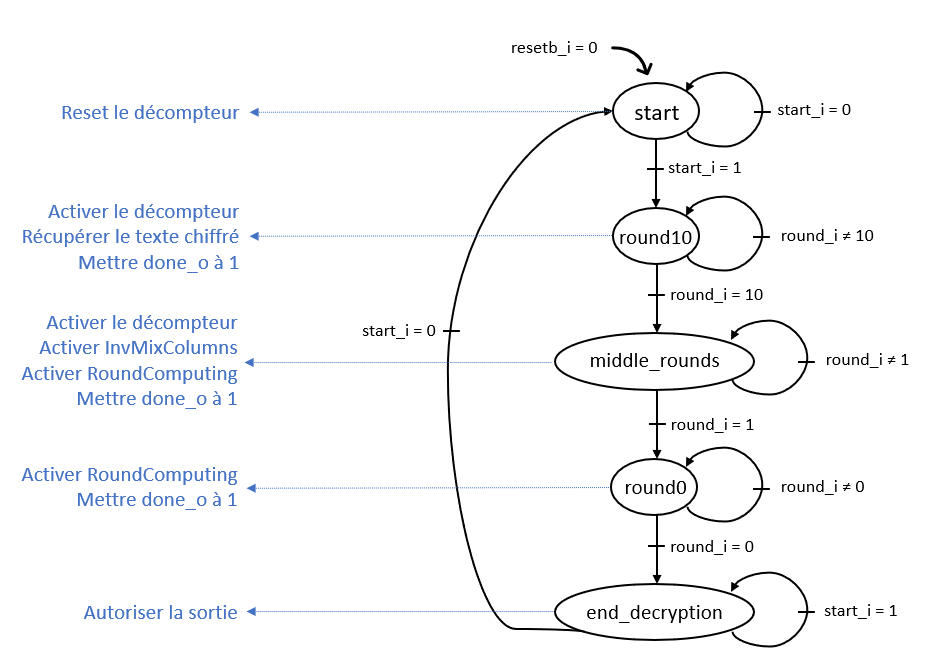 resetb_i = 0
Reset le décompteur
start
start_i = 0
start_i = 1
Activer le décompteur
Récupérer le texte chiffré
Mettre done_o à 1
round10
round_i ≠ 10
round_i = 10
Activer le décompteur
Activer InvMixColumns
Activer RoundComputing
Mettre done_o à 1
start_i = 0
middle_rounds
round_i ≠ 1
round_i = 1
Activer RoundComputing
Mettre done_o à 1
round0
round_i ≠ 0
round_i = 0
Autoriser la sortie
end_decryption
start_i = 1